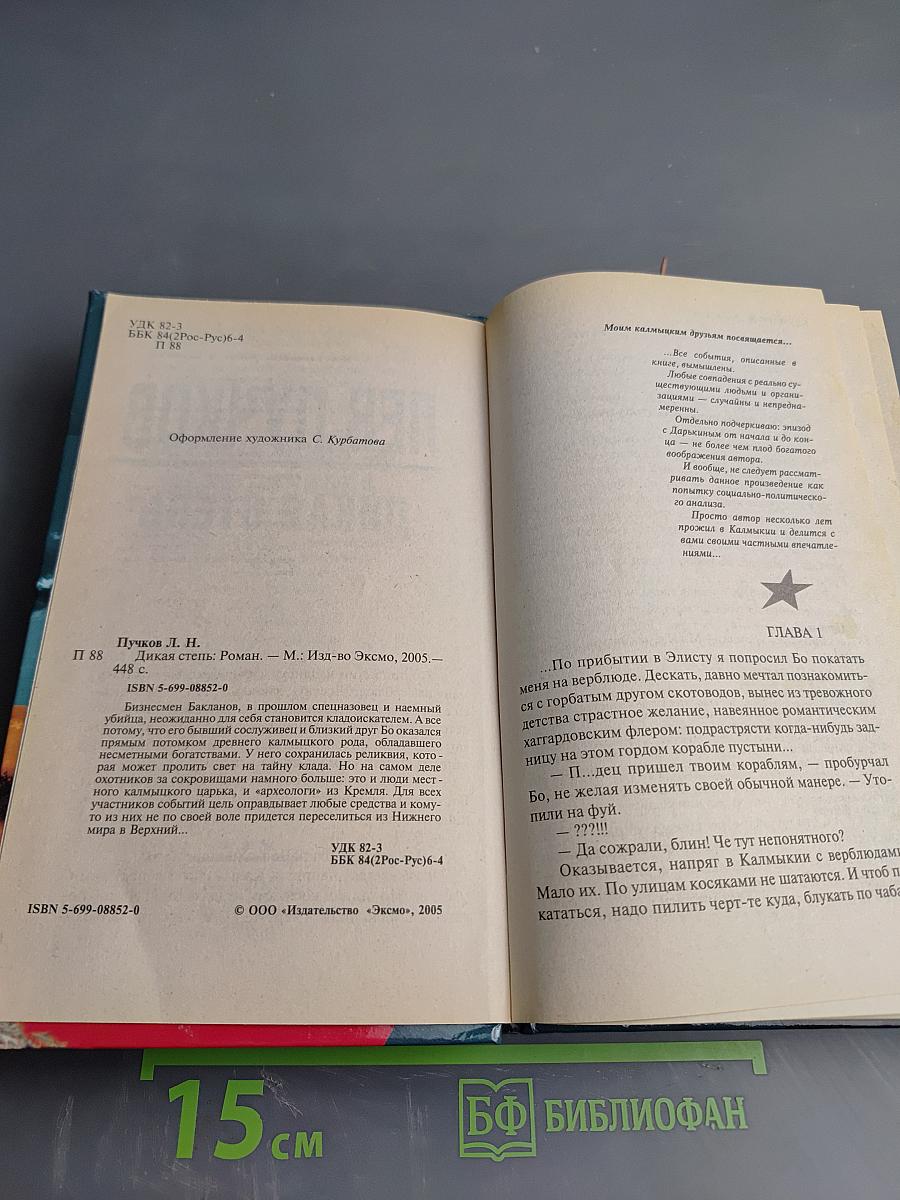 УДК 82-3
ББК 84(2Рос-Рус)6-4
П 88
Оформление художника С. Курбатова
Пучков Л. Н.
П 88 Дикая степь: Роман. — М.: Изд-во Эксмо, 2005.—
448 с.
ISBN 5-699-08852-0
Бизнесмен Бакланов, в прошлом спецназовец и наемный
убийца, неожиданно для себя становится кладоискателем. А все
потому, что его бывший сослуживец и близкий друг Бо оказался
прямым потомком древнего калмыцкого рода, обладавшего
несметными богатствами. У него сохранилась реликвия, кото-
рая может пролить свет на тайну клада. Но на самом деле
охотников за сокровищами намного больше: это и люди мест-
ного калмыцкого царька, и «археологи» из Кремля. Для всех
участников событий цель оправдывает любые средства и кому-
то из них не по своей воле придется переселиться из Нижнего
мира в Верхний...
УДК 82-3
ББК 84(2Рос-Рус)6-4
ISBN 5-699-08852-0 © ООО «Издательство «Эксмо», 2005
Моим калмыцким друзьям посвящается...
...Все события, описанные в
книге, вымышлены.
Любые совпадения с реально су-
ществующими людьми и органи-
зациями — случайны и непредна-
меренны.
Отдельно подчеркиваю: эпизод
с Дарькиным от начала и до кон-
ца — не более чем плод богатого
воображения автора.
И вообще, не следует рассмат-
ривать данное произведение как
попытку социально-политическо-
го анализа.
Просто автор несколько лет
прожил в Калмыкии и делится с
вами своими частными впечатле-
ниями...
ГЛАВА 1
...По прибытии в Элисту я попросил Бо покатать
меня на верблюде. Дескать, давно мечтал познакомить-
ся с горбатым другом скотоводов, вынес из тревожного
детства страстное желание, навеянное романтическим
хаггардовским флером: подрастрясти когда-нибудь зад-
ницу на этом гордом корабле пустыни...
— П...дец пришел твоим кораблям, — пробурчал
Бо, не желая изменять своей обычной манере. — Уто-
пили на фуй.
— ???!!!
— Да сожрали, блин! Че тут непонятного?
Оказывается, напряг в Калмыкии с верблюдами
Мало их. По улицам косяками не шатаются. И чтоб п
кататься, надо пилить черт-те куда, блукать по чаба
15 см
БФ БИБЛИОФАН